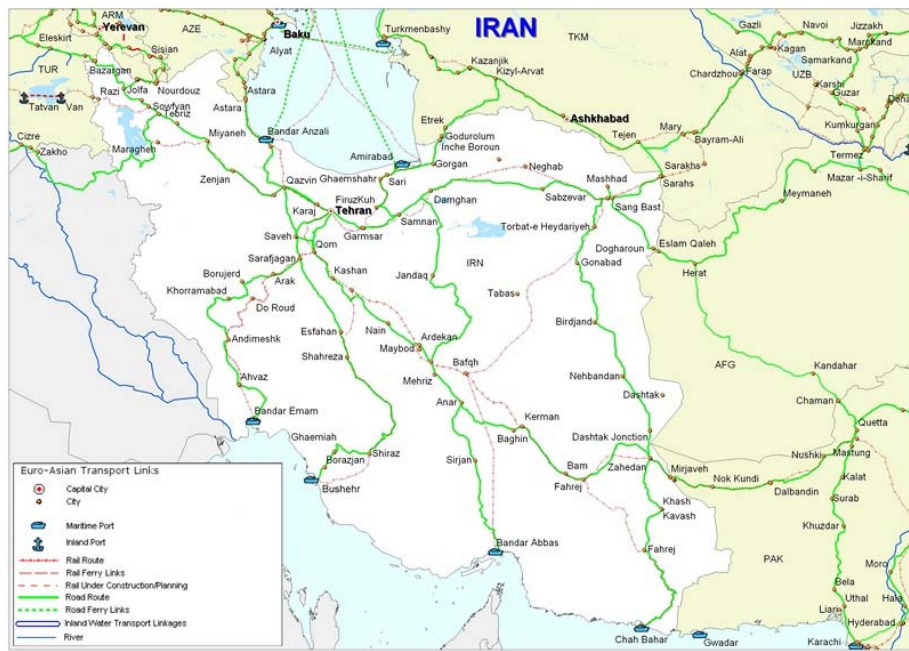 IRAN
ARM
Yerevan
AZE
Eleskirt
Sisian
Bazargan
TUR
Razi
Jolfa
Nourdouz
Tatvan
Van
Sowfyan
Tebriz
Astara
Astara
Alyat
Baku
Turkmenbashy
Kazanjik
Kizyl-Arvat
TKM
Gazli
Navoi
Jizzakh
Alat
Kagan
Samarkand
Chardzhou
Farap
UZB
Karshi
Guzar
Kumkurgan
Termez
Mazar -i-Sharif
Meymaneh
Ashkhabad
Tejen
Mary
Bayram-Ali
Etrek
Godurolum
Inche Boroun
Gorgan
Neghab
Sarakhs
Sarahs
Mashhad
Sang Bast
Sabzevar
Cizre
Zakho
Maragheh
Miyaneh
Bandar Anzali
Amirabad
Zenjan
Qazvin
Ghaemshahr
Sari
Karaj
FiruzKuh
Tehran
Damghan
Samnan
Garmsar
Torbat-e Heydariyeh
Dogharoun
Eslam Qaleh
Herat
Gonabad
Saveh
Qom
Sarafjagan
Kashan
Jandaq
IRN
Borujerd
Arak
Khorramabad
Do Roud
Tabas
Birdjand
Andimeshk
Esfahan
Nain
Ardekan
Maybod
Shahreza
Bafqh
Mehriz
Nehbandan
AFG
Kandahar
Ahvaz
Anar
Dashtak
Chaman
Bandar Emam
Kerman
Baghin
Dashtak Jonction
Quetta
Mastung
Ghaemiah
Borazjan
Shiraz
Sirjan
Bam
Fahrej
Zahedan
Mirjaveh
Nok Kundi
Nushki
Dalbandin
Kalat
Surab
Bushehr
Khash
Kavash
Khuzdar
Bandar Abbas
Fahrej
PAK
Moro
Bela
Uthal
Hala
Liari
Hyderabad
Chah Bahar
Gwadar
Karachi
Euro-Asian Transport Links
Capital City
City
Maritime Port
Inland Port
Rail Route
Rail Ferry Links
Rail Under Construction/Planning
Road Route
Road Ferry Links
Inland Water Transport Linkages
River